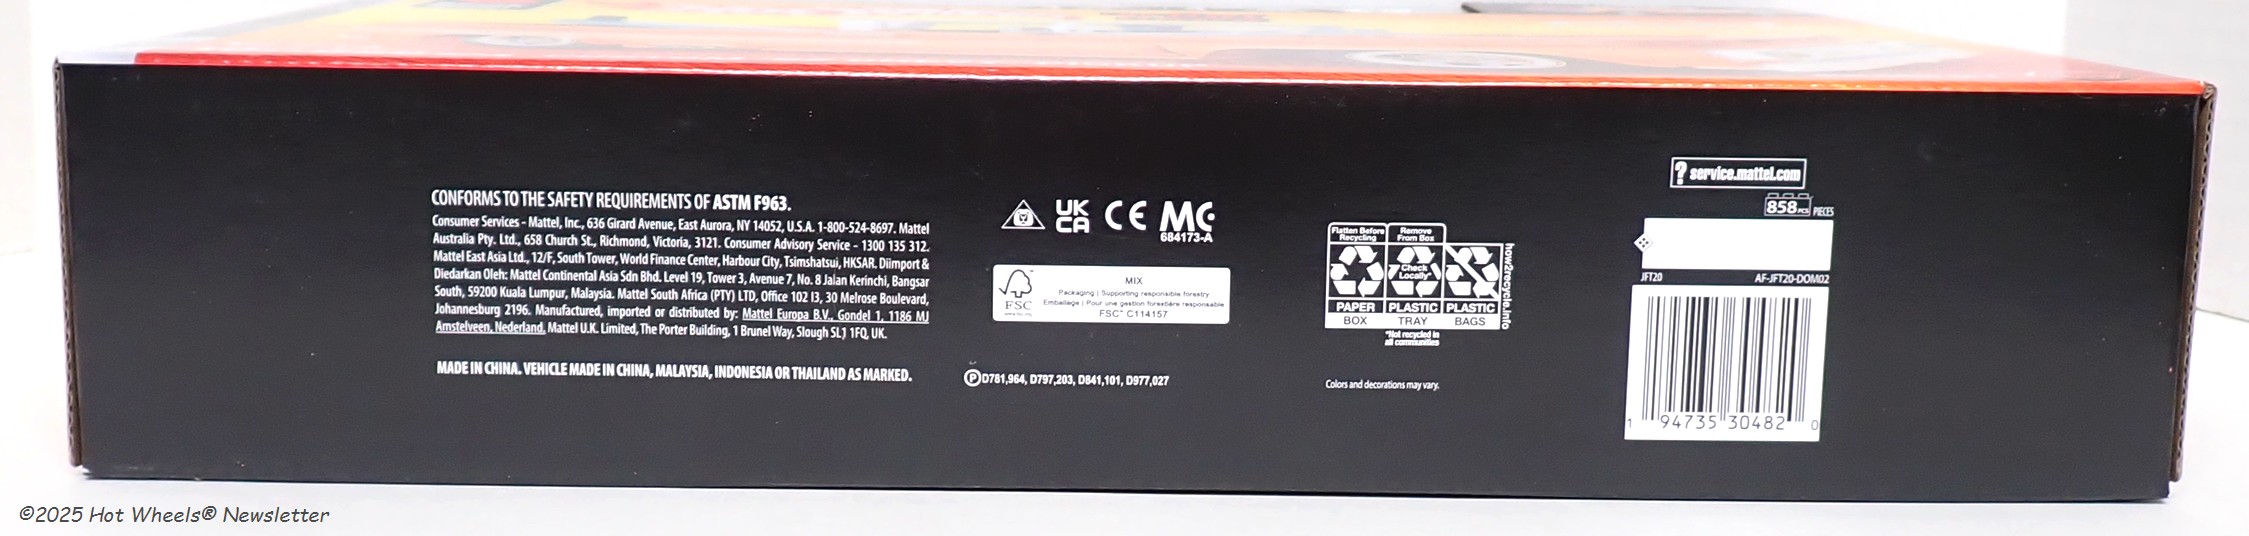 CONFORMS TO THE SAFETY REQUIREMENTS OF ASTM F963.
Consumer Services - Mattel, Inc., 636 Girard Avenue, East Aurora, NY 14052, U.S.A. 1-800-524-8697. Mattel
Australia Pty. Ltd., 658 Church St., Richmond, Victoria, 3121. Consumer Advisory Service - 1300 135 312.
Mattel East Asia Ltd., 12/F, South Tower, World Finance Center, Harbour City, Tsimshatsui, HKSAR. Diimport &
Diedarkan Oleh: Mattel Continental Asia Sdn Bhd. Level 19, Tower 3, Avenue 7, No. 8 Jalan Kerinchi, Bangsar
South, 59200 Kuala Lumpur, Malaysia. Mattel South Africa (PTY) LTD, Office 102 I3, 30 Melrose Boulevard,
Johannesburg 2196. Manufactured, imported or distributed by: Mattel Europa B.V., Gondel 1, 1186 MJ
Amstelveen, Nederland. Mattel U.K. Limited, The Porter Building, 1 Brunel Way, Slough SL1 1FQ, UK.
MADE IN CHINA. VEHICLE MADE IN CHINA, MALAYSIA, INDONESIA OR THAILAND AS MARKED.
UK
CA
CE
MC
684173-A
FSC
www.fsc.org
MIX
Packaging | Supporting responsible forestry
Emballage | Pour une gestion forestière responsable
FSC™ C114157
Ⓟ D781,964, D797,203, D841,101, D977,027
Flatten Before
Recycling
Remove
From Box
Check
Locally*
PAPER
PLASTIC
PLASTIC
BOX
TRAY
BAGS
how2recycle.info
*Not recycled in
all communities
Colors and decorations may vary.
? service.mattel.com
858 PCS PIECES
JFT20
AF-JFT20-DOM02
1 94735 30482 0
©2025 Hot Wheels® Newsletter